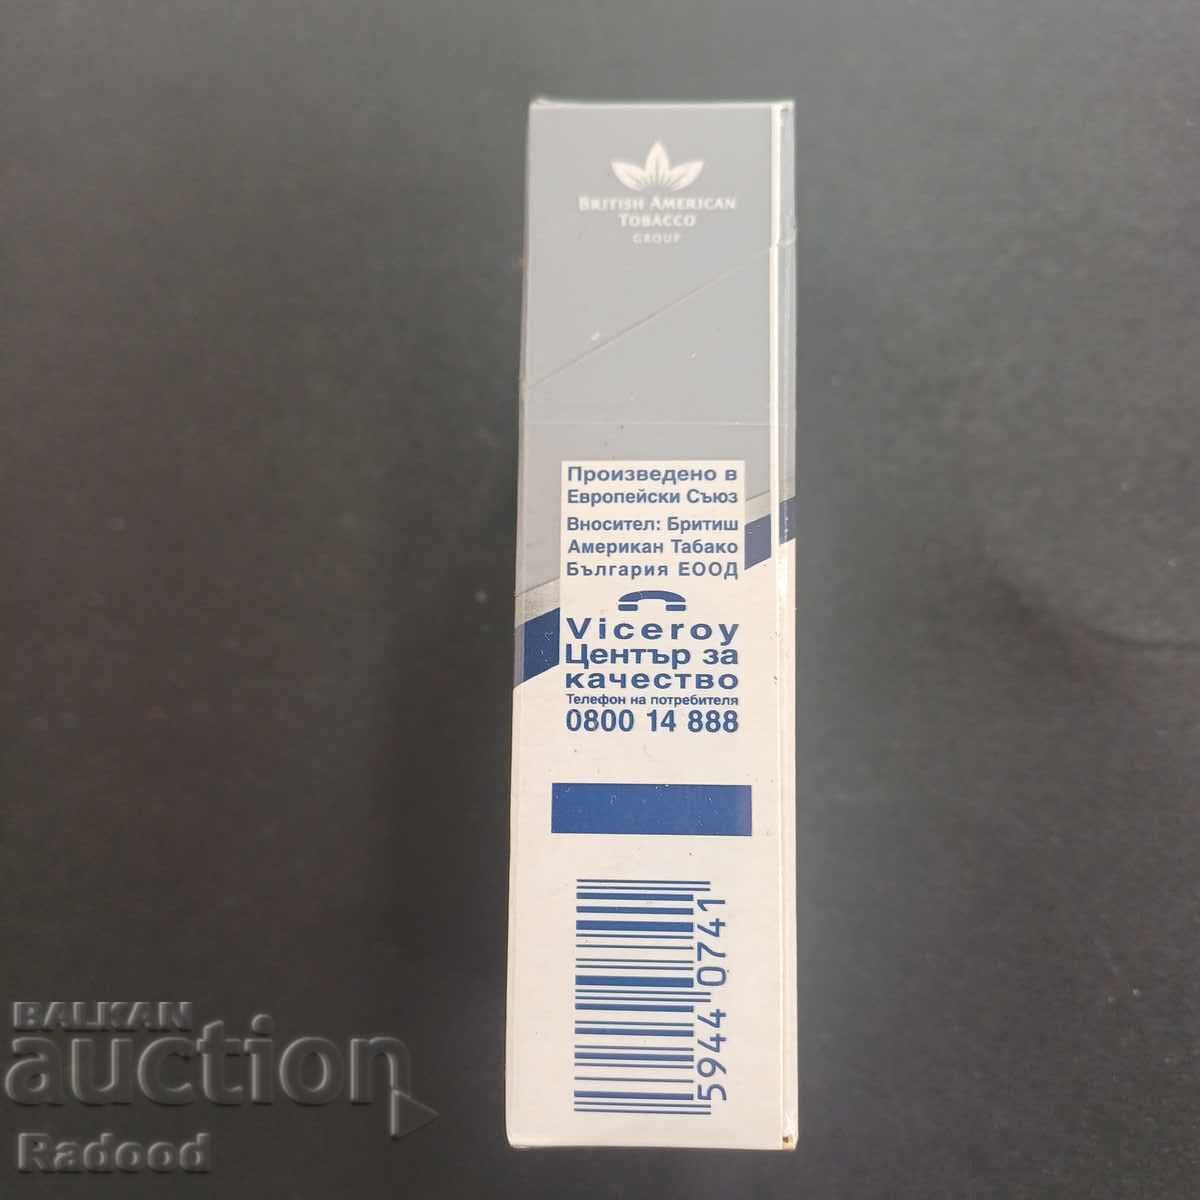 BRITISH AMERICAN
TOBACCO
GROUP
Произведено в
Европейски Съюз
Вносител: Бритиш
Американ Табако
България ЕООД
Viceroy
Център за
качество
Телефон на потребителя
0800 14 888
5944 0741
BALKAN
auction
Radood